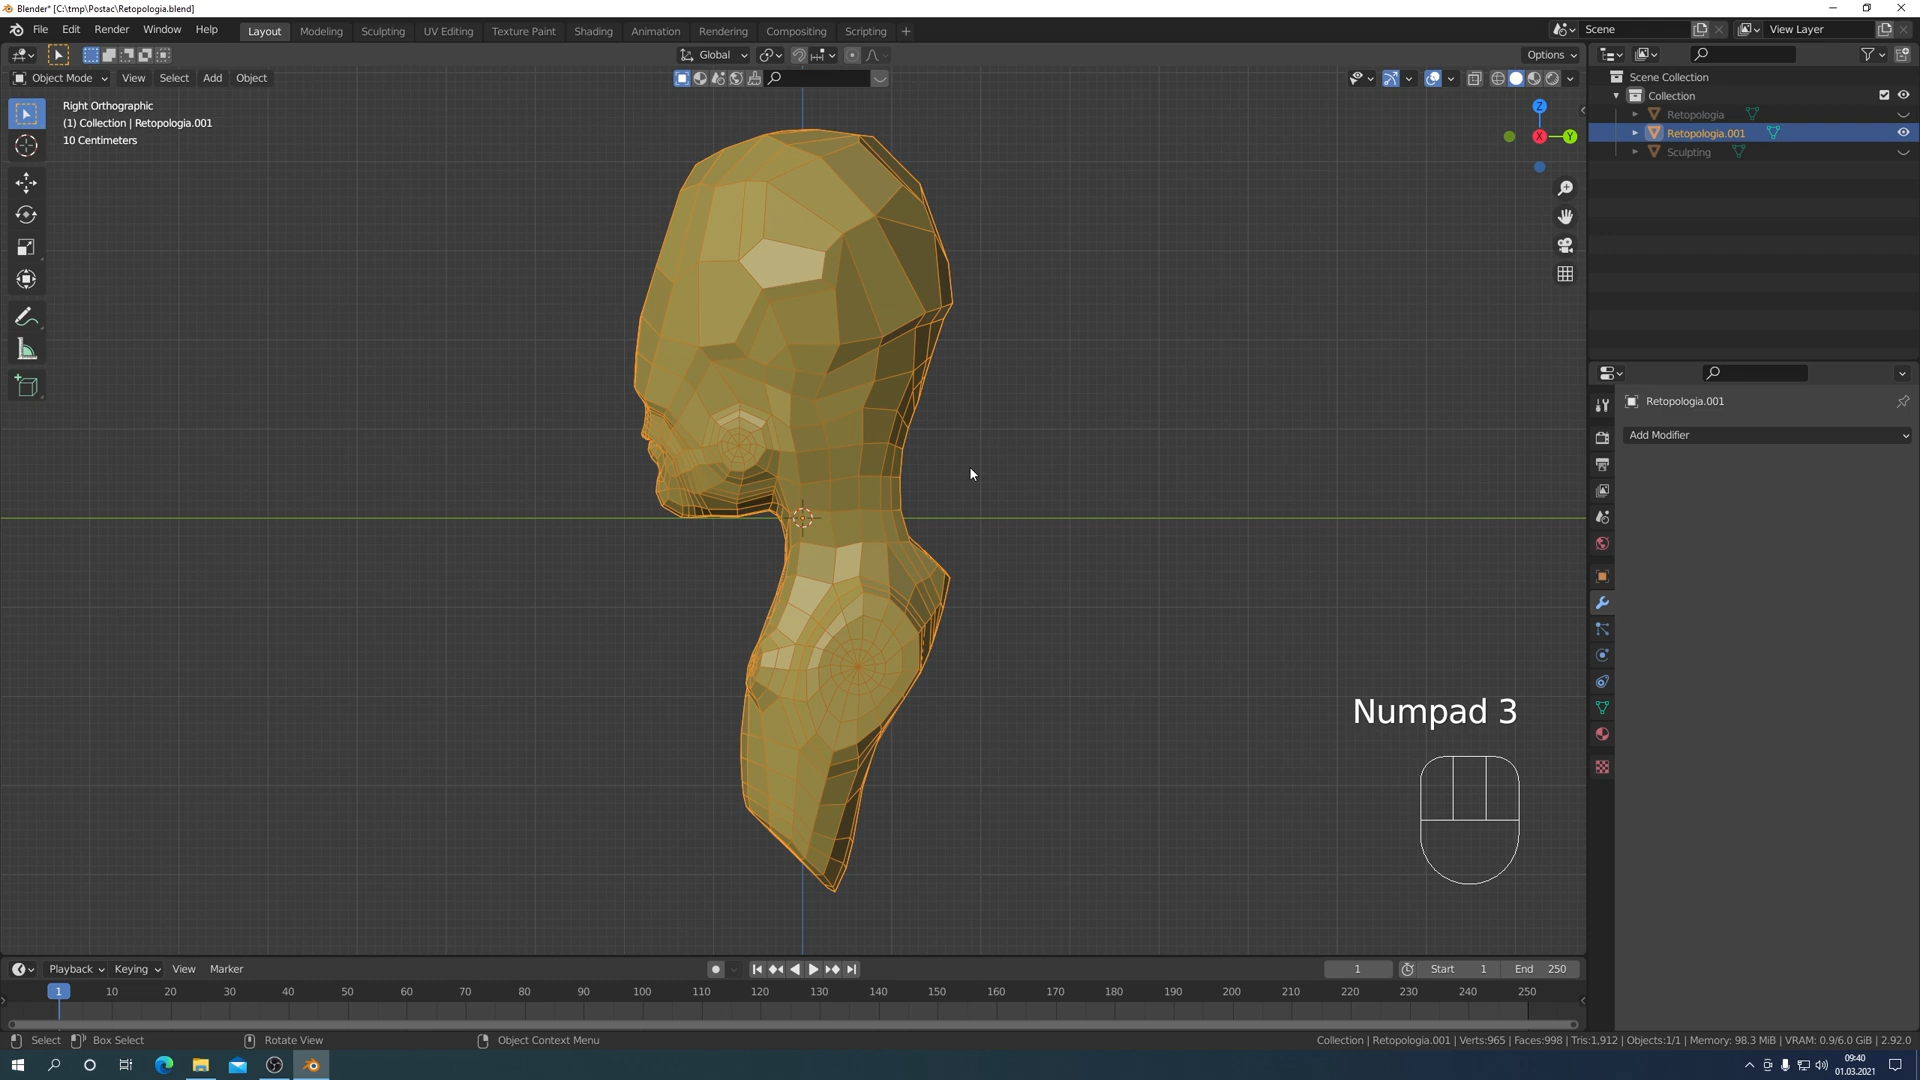 Blender* [C:\tmp\Postac\Retopologia.blend]
File Edit Render Window Help Layout Modeling Sculpting UV Editing Texture Paint Shading Animation Rendering Compositing Scripting + Scene View Layer
Global Options
Object Mode View Select Add Object
Right Orthographic
(1) Collection | Retopologia.001
10 Centimeters
Z
X Y
Scene Collection
Collection
Retopologia
Retopologia.001
Sculpting
Retopologia.001
Add Modifier
Numpad 3
Playback Keying View Marker 1 Start 1 End 250
1 10 20 30 40 50 60 70 80 90 100 110 120 130 140 150 160 170 180 190 200 210 220 230 240 250
Select Box Select Rotate View Object Context Menu Collection | Retopologia.001 | Verts:965 | Faces:998 | Tris:1,912 | Objects:1/1 | Memory: 98.3 MiB | VRAM: 0.9/6.0 GiB | 2.92.0
09:40
01.03.2021